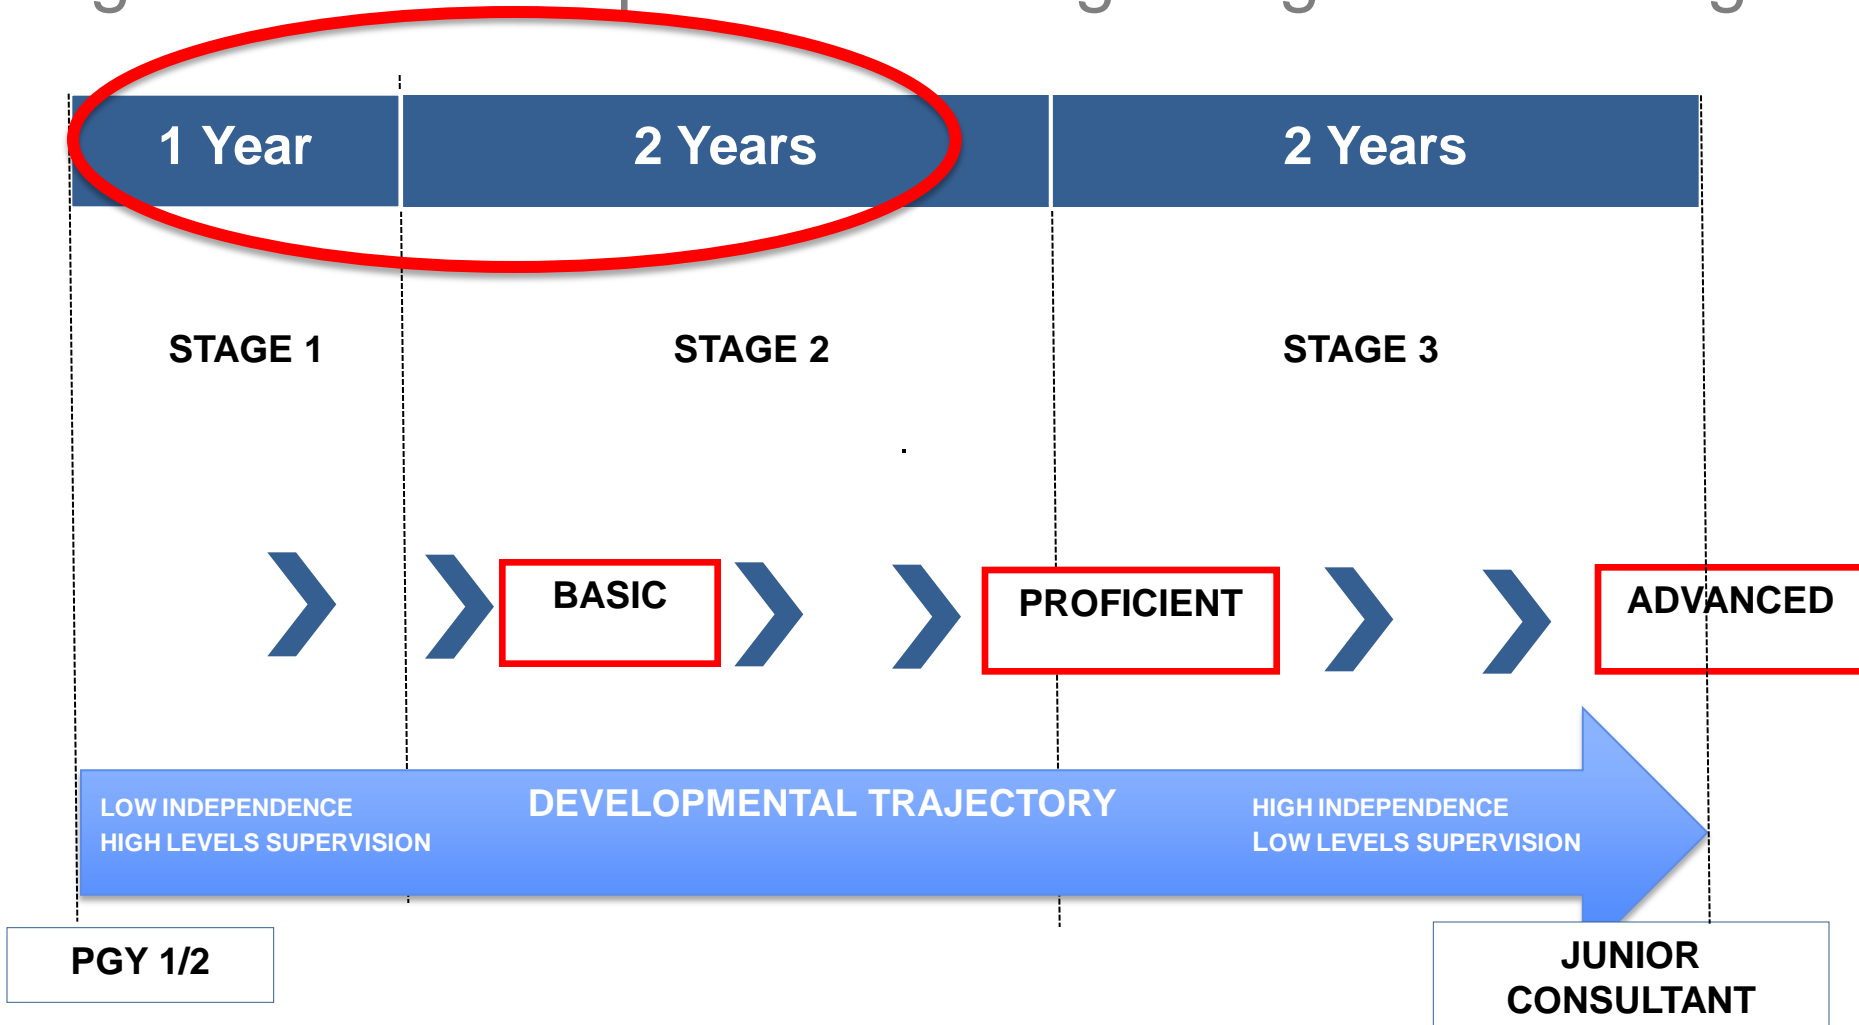 1 Year 2 Years 2 Years
STAGE 1 STAGE 2 STAGE 3
.
BASIC PROFICIENT ADVANCED
DEVELOPMENTAL TRAJECTORY
LOW INDEPENDENCE
HIGH LEVELS SUPERVISION
HIGH INDEPENDENCE
LOW LEVELS SUPERVISION
PGY 1/2
JUNIOR
CONSULTANT